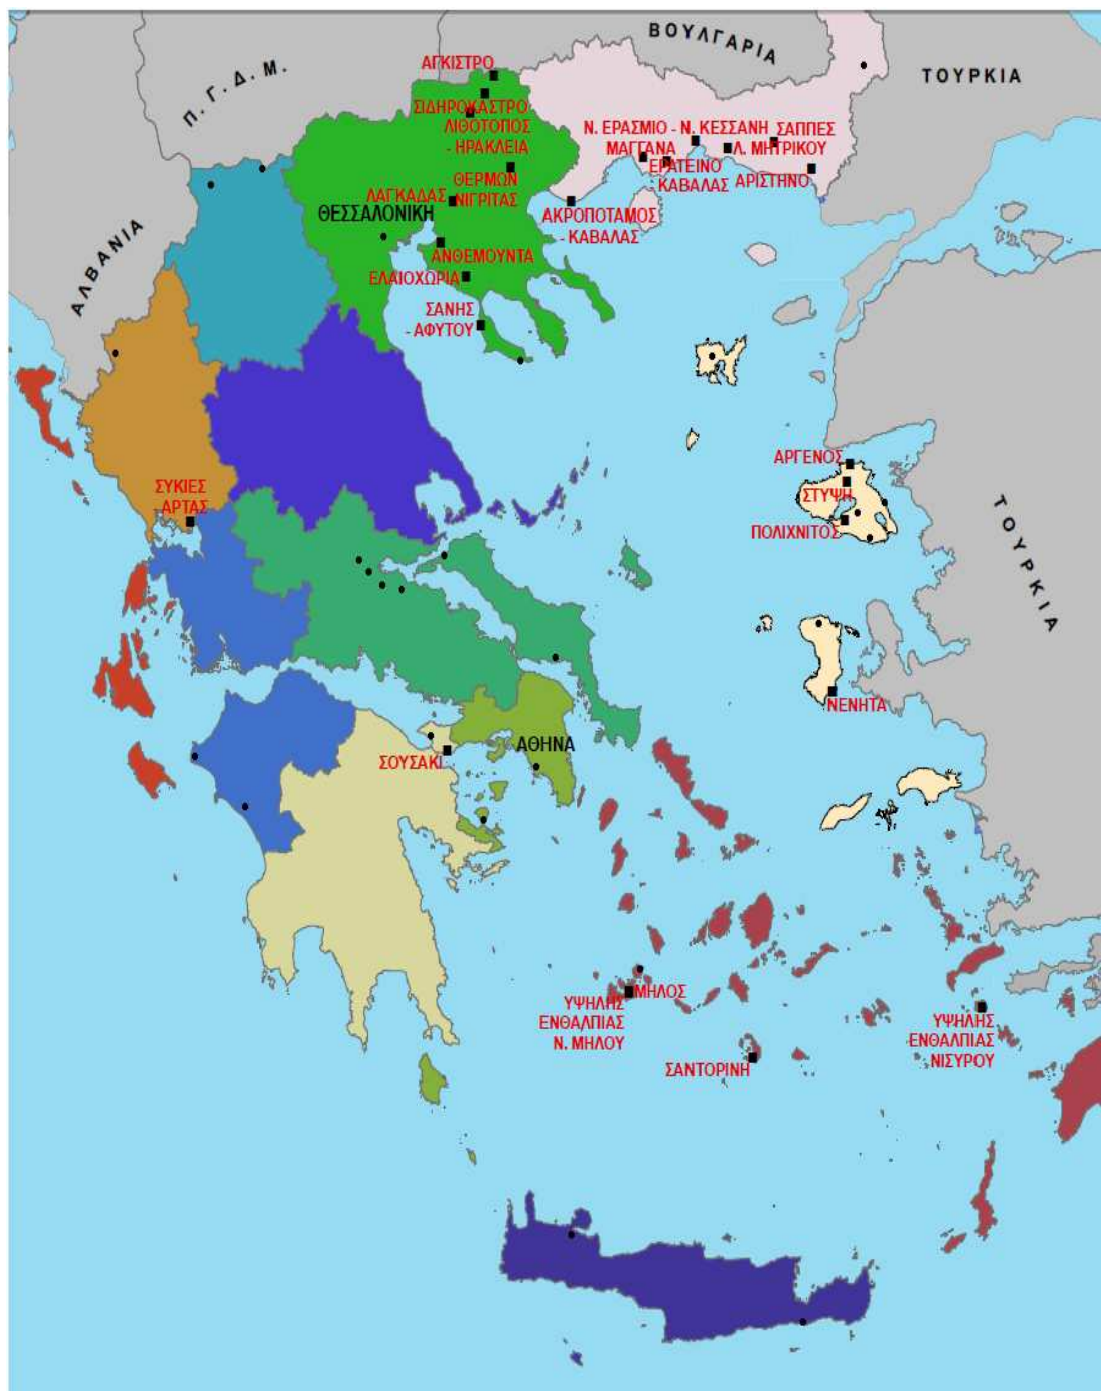 ΒΟΥΛΓΑΡΙΑ
ΤΟΥΡΚΙΑ
Π. Γ. Δ. Μ.
ΑΛΒΑΝΙΑ
ΑΓΚΙΣΤΡΟ
ΣΙΔΗΡΟΚΑΣΤΡΟ
ΛΙΘΟΤΟΠΟΣ
- ΗΡΑΚΛΕΙΑ
ΘΕΡΜΩΝ
ΝΙΓΡΙΤΑΣ
ΛΑΓΚΑΔΑΣ
ΘΕΣΣΑΛΟΝΙΚΗ
ΑΝΘΕΜΟΥΝΤΑ
ΕΛΑΙΟΧΩΡΙΑ
ΣΑΝΗΣ
- ΑΦΥΤΟΥ
Ν. ΕΡΑΣΜΙΟ -
ΜΑΓΓΑΝΑ
Ν. ΚΕΣΣΑΝΗ
ΣΑΠΠΕΣ
Λ. ΜΗΤΡΙΚΟΥ
ΕΡΑΤΕΙΝΟ
- ΚΑΒΑΛΑΣ
ΑΡΙΣΤΗΝΟ
ΑΚΡΟΠΟΤΑΜΟΣ
- ΚΑΒΑΛΑΣ
ΑΡΓΕΝΟΣ
ΣΤΥΨΗ
ΠΟΛΙΧΝΙΤΟΣ
ΤΟΥΡΚΙΑ
ΣΥΚΙΕΣ
ΑΡΤΑΣ
ΝΕΝΗΤΑ
ΣΟΥΣΑΚΙ
ΑΘΗΝΑ
ΜΗΛΟΣ
ΥΨΗΛΗΣ
ΕΝΘΑΛΠΙΑΣ
Ν. ΜΗΛΟΥ
ΣΑΝΤΟΡΙΝΗ
ΥΨΗΛΗΣ
ΕΝΘΑΛΠΙΑΣ
ΝΙΣΥΡΟΥ